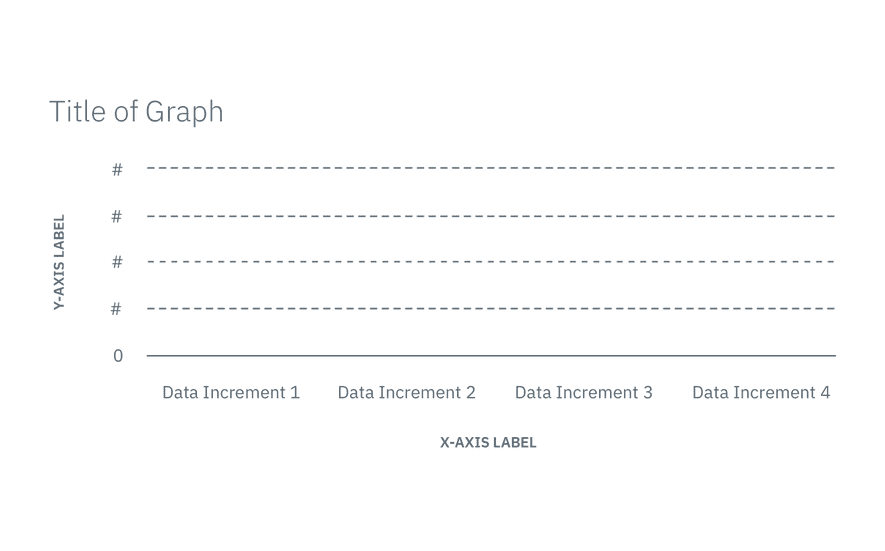 Title of Graph
#
#
Y-AXIS LABEL
#
#
0
Data Increment 1 Data Increment 2 Data Increment 3 Data Increment 4
X-AXIS LABEL